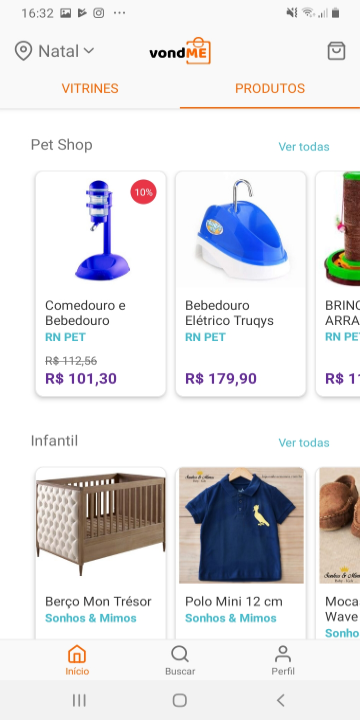 16:32
Natal
vondME
VITRINES
PRODUTOS
Pet Shop
Ver todas
10%
Comedouro e
Bebedouro
RN PET
R$ 112,56
R$ 101,30
Bebedouro
Elétrico Truqys
RN PET
R$ 179,90
BRINC
ARRA
RN PE
R$ 1
Infantil
Ver todas
Sonhos & Mimos
Berço Mon Trésor
Sonhos & Mimos
Polo Mini 12 cm
Sonhos & Mimos
Sonhos & Mim
Moca
Wave
Sonho
Início
Buscar
Perfil